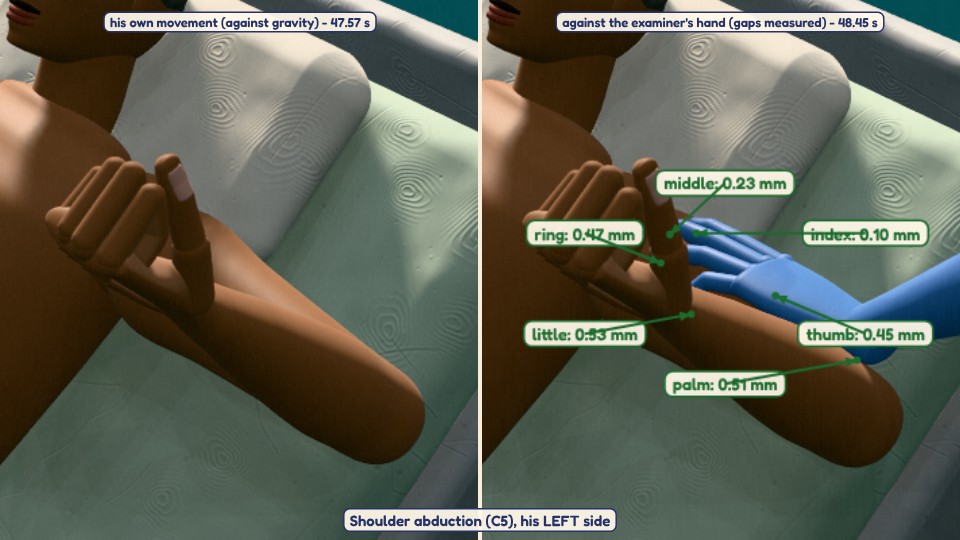 his own movement (against gravity) - 47.57 s
against the examiner's hand (gaps measured) - 48.45 s
middle: 0.23 mm
ring: 0.47 mm
index: 0.10 mm
little: 0.53 mm
thumb: 0.45 mm
palm: 0.51 mm
Shoulder abduction (C5), his LEFT side